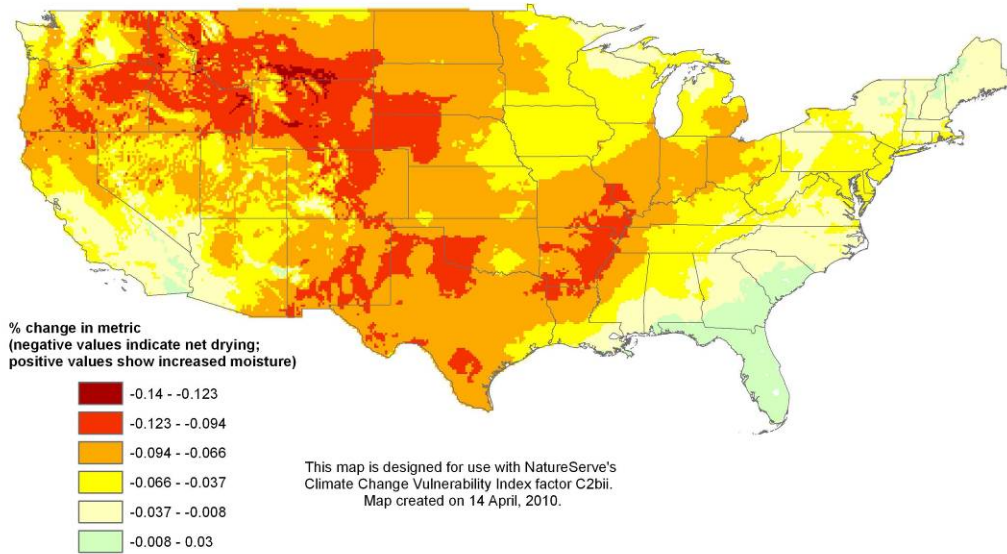 % change in metric
(negative values indicate net drying;
positive values show increased moisture)
-0.14 - -0.123
-0.123 - -0.094
-0.094 - -0.066
-0.066 - -0.037
-0.037 - -0.008
-0.008 - 0.03
This map is designed for use with NatureServe's
Climate Change Vulnerability Index factor C2bii.
Map created on 14 April, 2010.